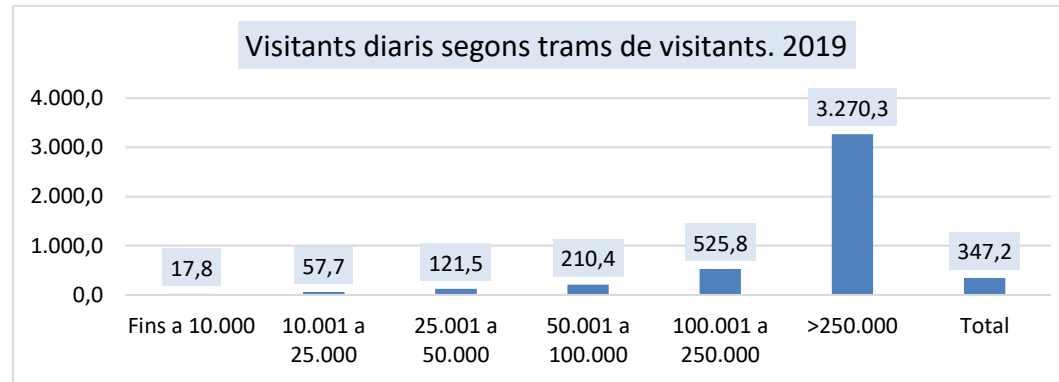 Visitants diaris segons trams de visitants. 2019
4.000,0
3.000,0
2.000,0
1.000,0
0,0
17,8
57,7
121,5
210,4
525,8
3.270,3
347,2
Fins a 10.000
10.001 a
25.000
25.001 a
50.000
50.001 a
100.000
100.001 a
250.000
>250.000
Total